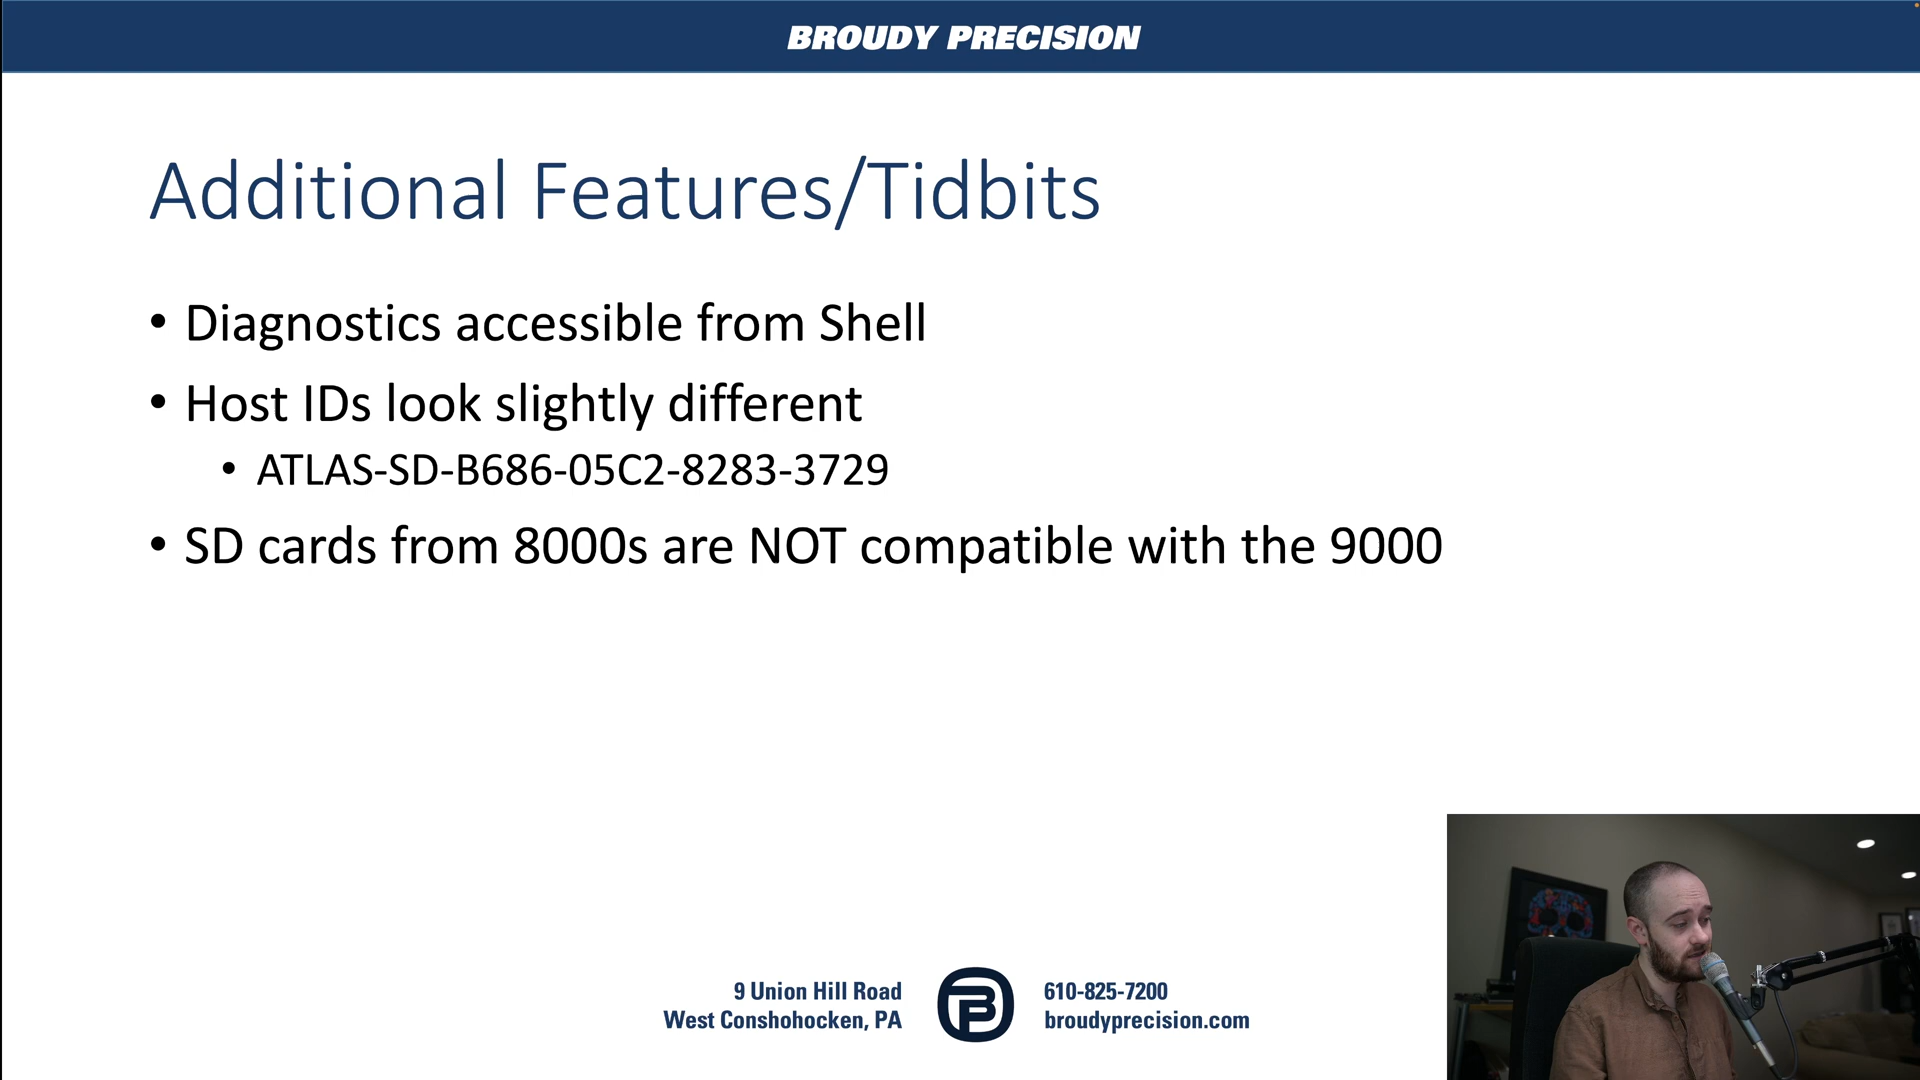 BROUDY PRECISION
Additional Features/Tidbits
• Diagnostics accessible from Shell
• Host IDs look slightly different
• ATLAS-SD-B686-05C2-8283-3729
• SD cards from 8000s are NOT compatible with the 9000
9 Union Hill Road
West Conshohocken, PA
610-825-7200
broudyprecision.com